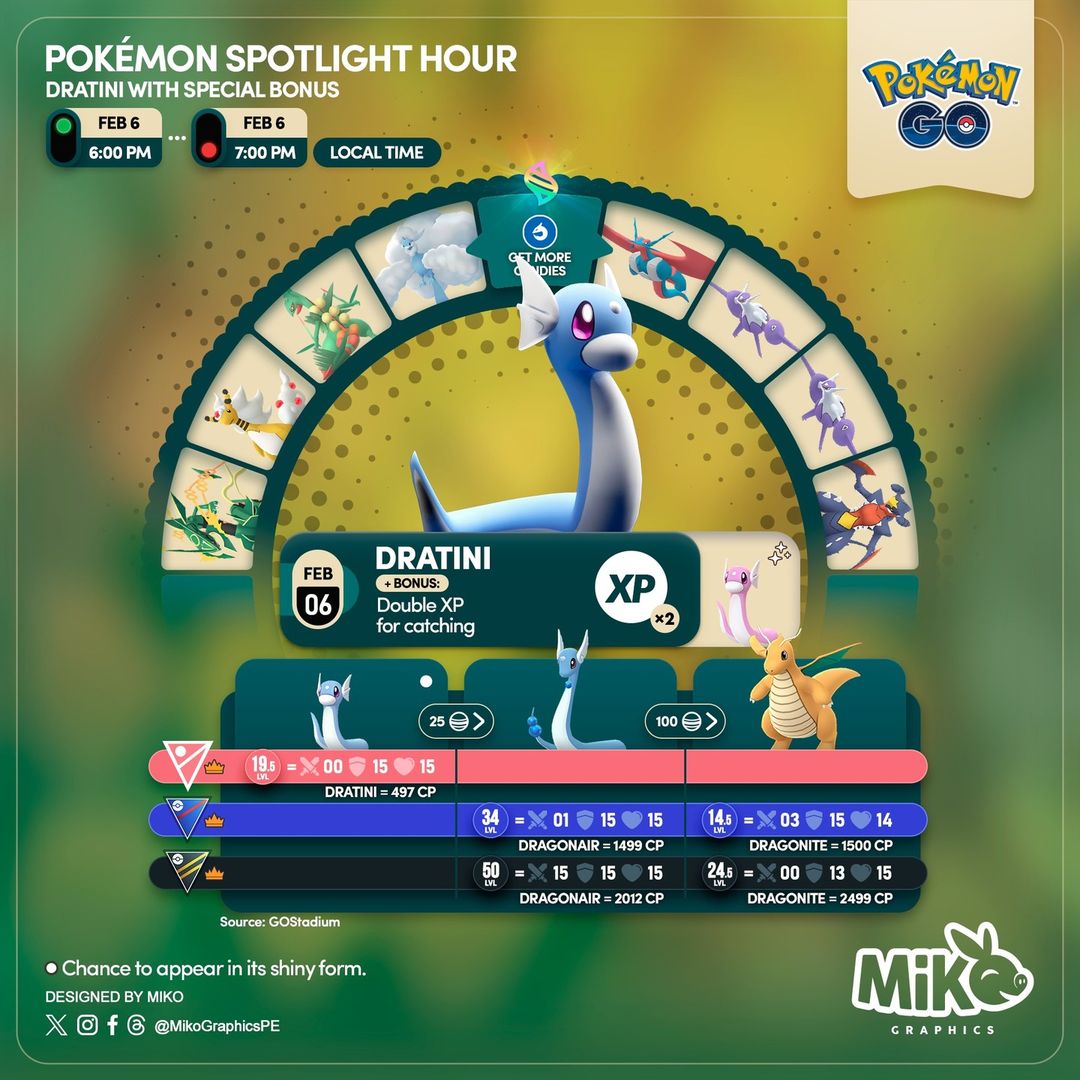 POKÉMON SPOTLIGHT HOUR
DRATINI WITH SPECIAL BONUS
FEB 6
6:00 PM
...
FEB 6
7:00 PM
LOCAL TIME
POKÉMON
GO
GET MORE
CANDIES
FEB
06
DRATINI
+ BONUS:
Double XP
for catching
XP
×2
25
100
19.5 LVL = 00 15 15
DRATINI = 497 CP
34 LVL = 01 15 15
DRAGONAIR = 1499 CP
14.5 LVL = 03 15 14
DRAGONITE = 1500 CP
50 LVL = 15 15 15
DRAGONAIR = 2012 CP
24.5 LVL = 00 13 15
DRAGONITE = 2499 CP
Source: GOStadium
Chance to appear in its shiny form.
DESIGNED BY MIKO
@MikoGraphicsPE
MiKO
GRAPHICS